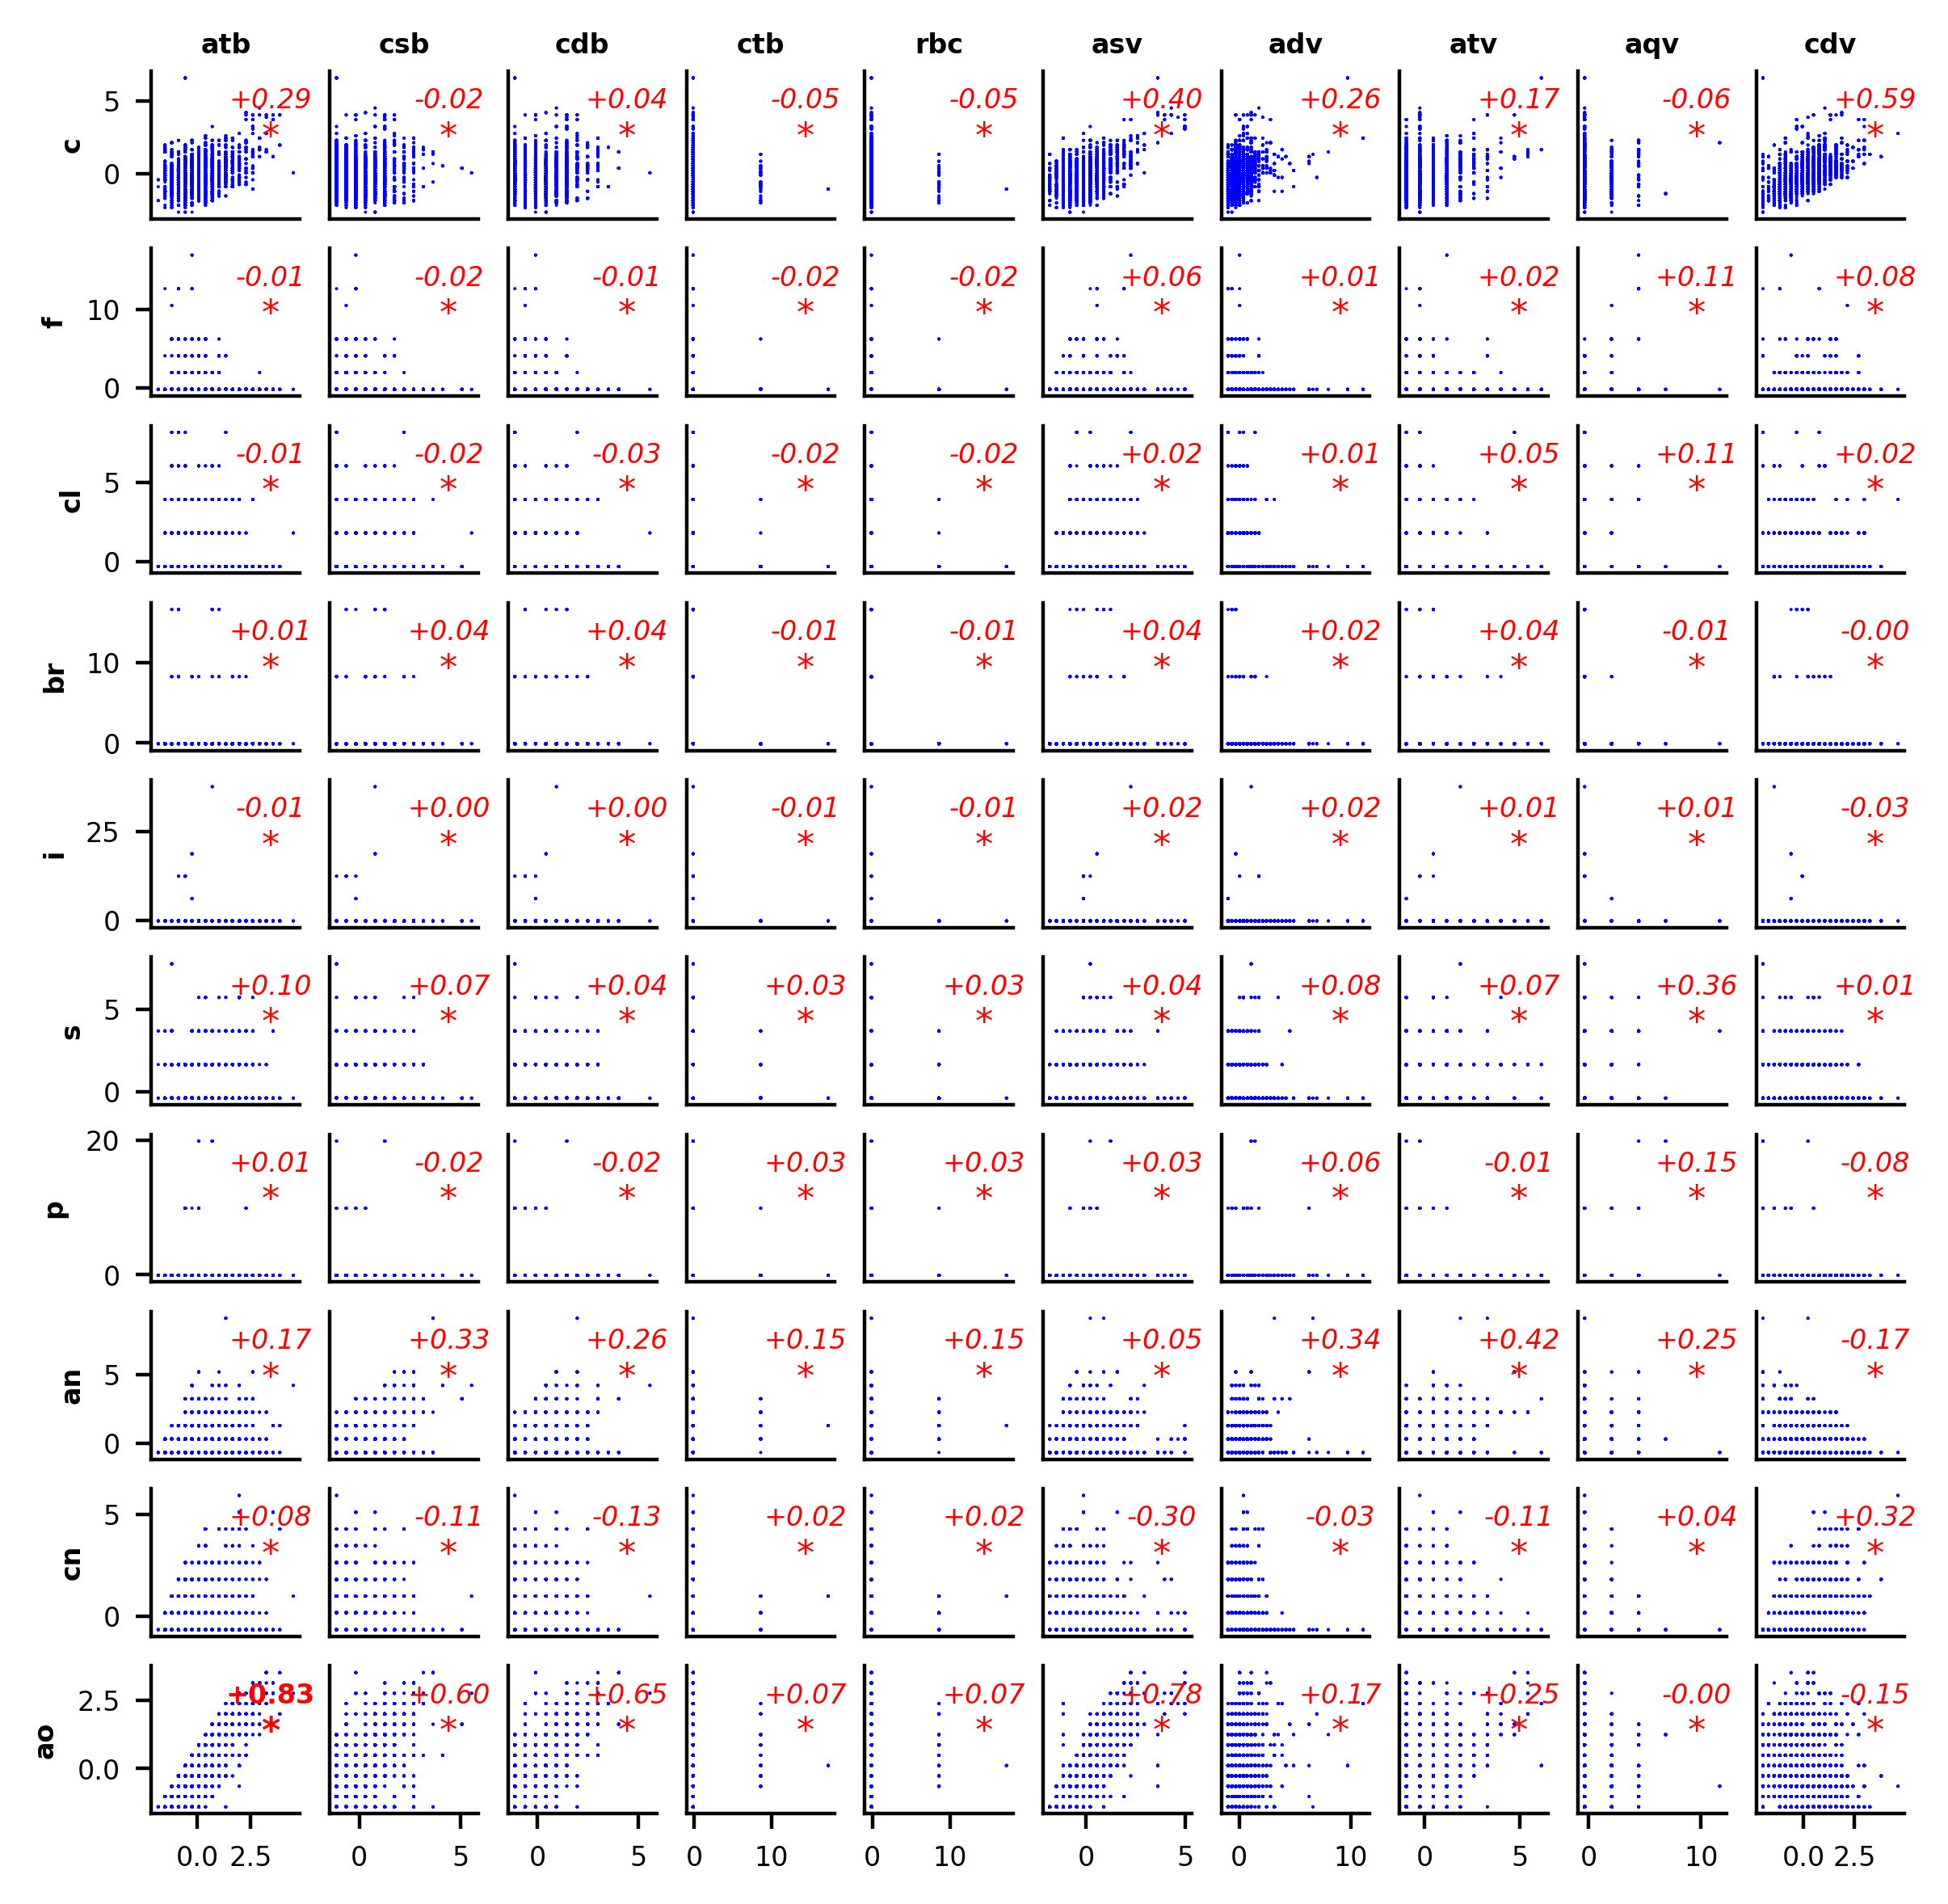 atb csb cdb ctb rbc asv adv atv aqv cdv
c 5 0 +0.29 -0.02 +0.04 -0.05 -0.05 +0.40 +0.26 +0.17 -0.06 +0.59
* * * * * * * * * *
f 10 0 -0.01 -0.02 -0.01 -0.02 -0.02 +0.06 +0.01 +0.02 +0.11 +0.08
* * * * * * * * * *
cl 5 0 -0.01 -0.02 -0.03 -0.02 -0.02 +0.02 +0.01 +0.05 +0.11 +0.02
* * * * * * * * * *
br 10 0 +0.01 +0.04 +0.04 -0.01 -0.01 +0.04 +0.02 +0.04 -0.01 -0.00
* * * * * * * * * *
i 25 0 -0.01 +0.00 +0.00 -0.01 -0.01 +0.02 +0.02 +0.01 +0.01 -0.03
* * * * * * * * * *
s 5 0 +0.10 +0.07 +0.04 +0.03 +0.03 +0.04 +0.08 +0.07 +0.36 +0.01
* * * * * * * * * *
p 20 0 +0.01 -0.02 -0.02 +0.03 +0.03 +0.03 +0.06 -0.01 +0.15 -0.08
* * * * * * * * * *
an 5 0 +0.17 +0.33 +0.26 +0.15 +0.15 +0.05 +0.34 +0.42 +0.25 -0.17
* * * * * * * * * *
cn 5 0 +0.08 -0.11 -0.13 +0.02 +0.02 -0.30 -0.03 -0.11 +0.04 +0.32
* * * * * * * * * *
ao 2.5 0.0 +0.83 +0.60 +0.65 +0.07 +0.07 +0.78 +0.17 +0.25 -0.00 -0.15
* * * * * * * * * *
0.0 2.5 0 5 0 5 0 10 0 10 0 5 0 10 0 5 0 10 0.0 2.5